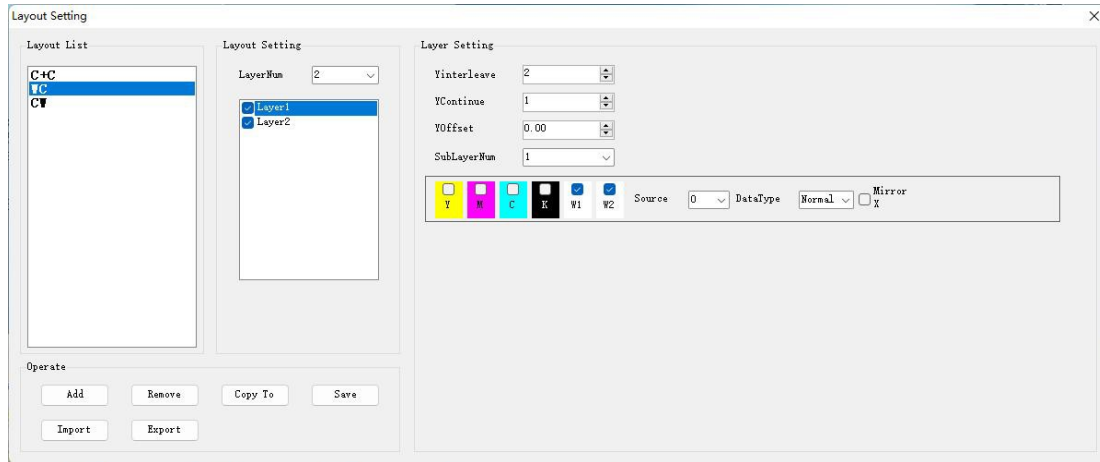 Layout Setting
Layout List
C+C
WC
CW
Layout Setting
LayerNum 2
Layer1
Layer2
Layer Setting
Yinterleave 2
YContinue 1
YOffset 0.00
SubLayerNum 1
Y M C K W1 W2 Source 0 DataType Normal Mirror X
Operate
Add Remove Copy To Save
Import Export